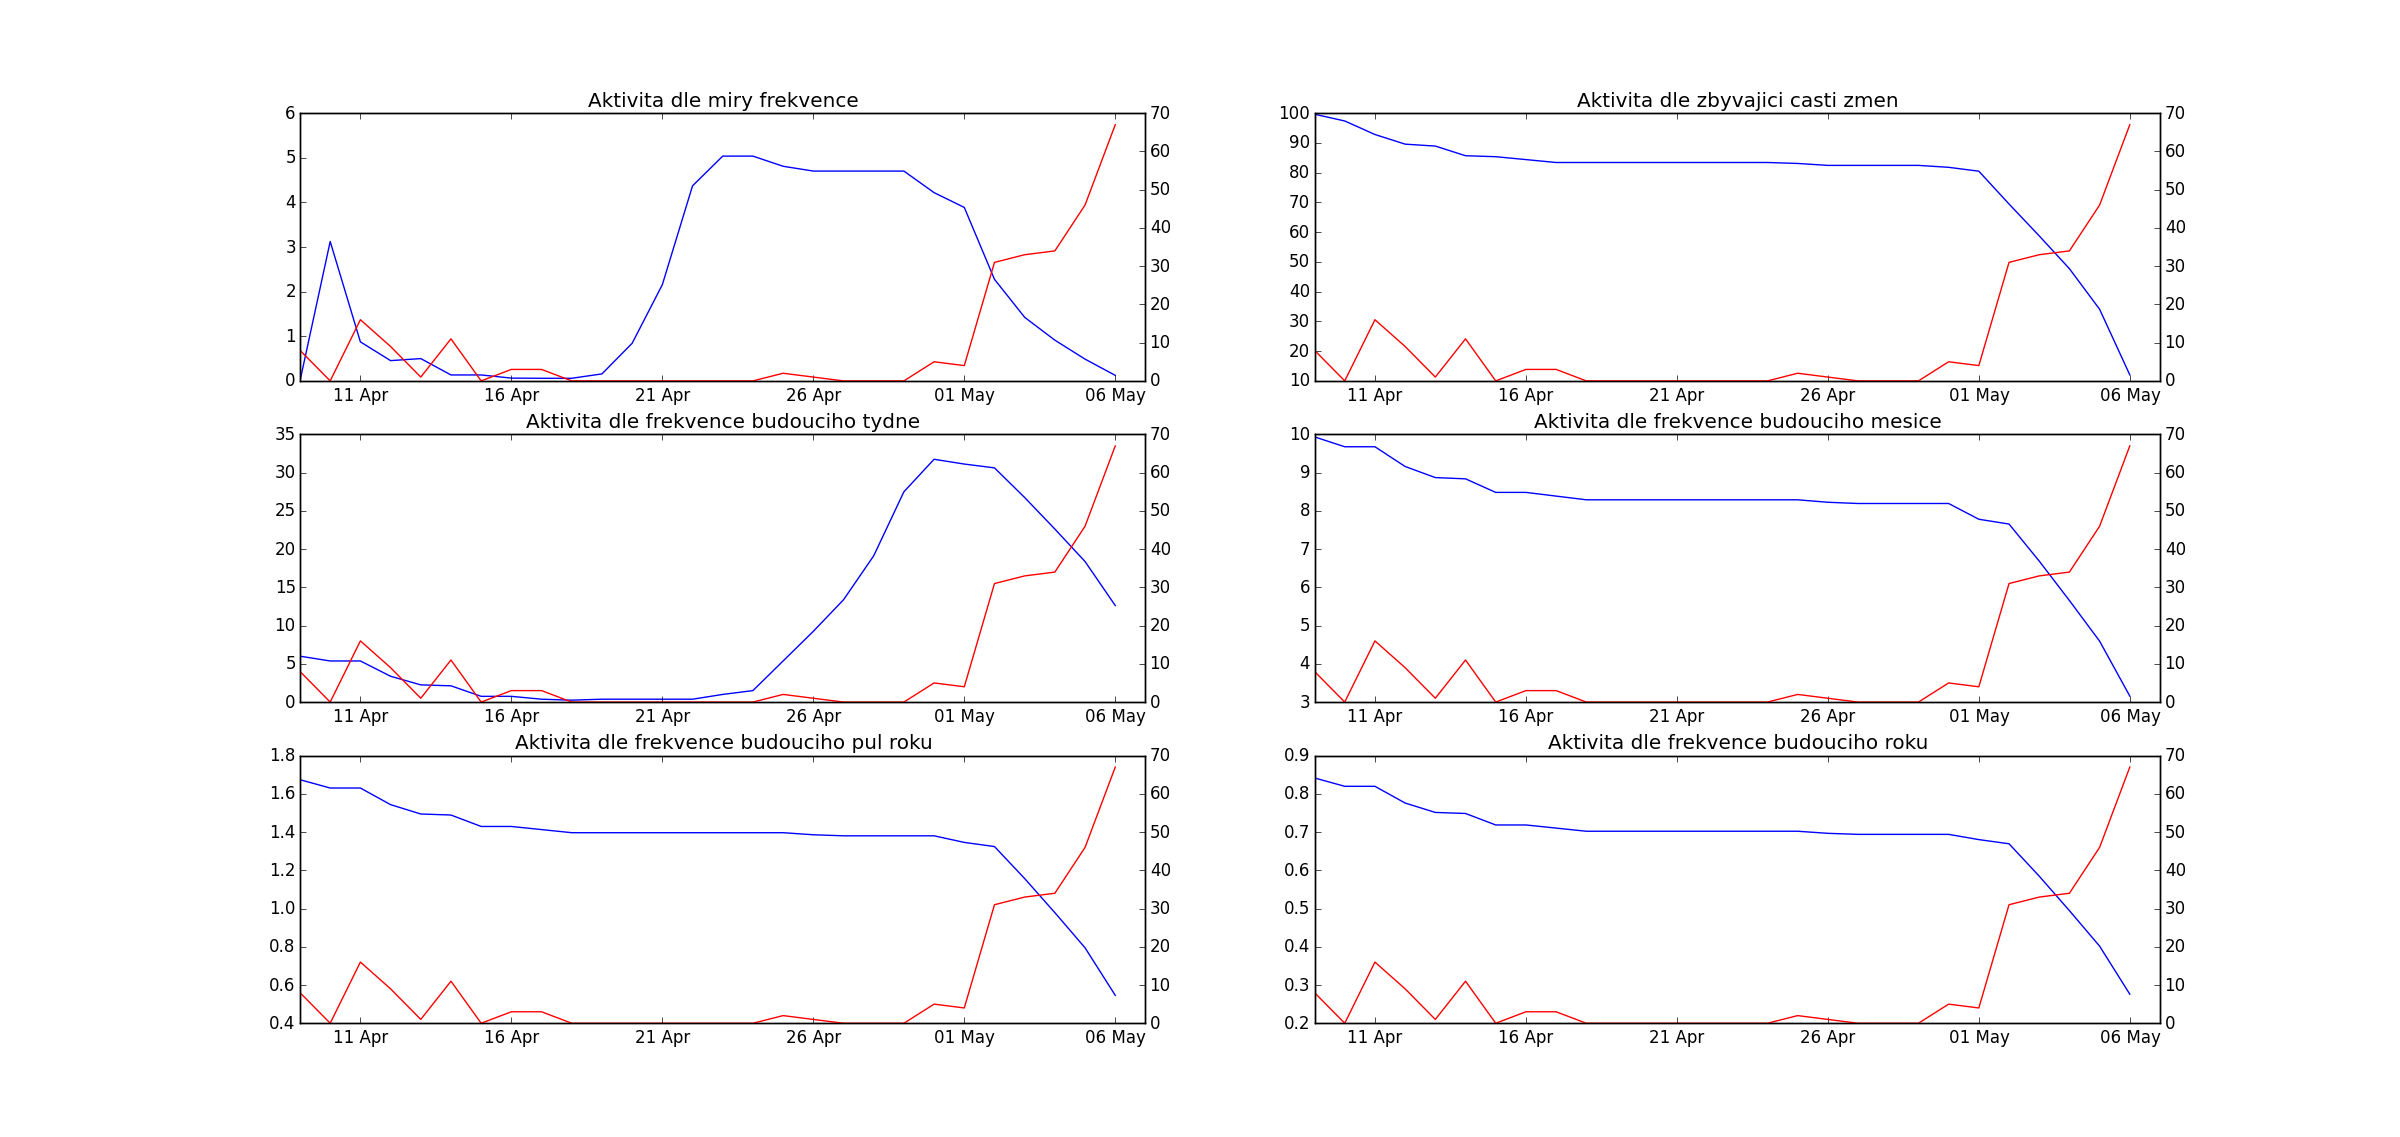 Aktivita dle miry frekvence
6 5 4 3 2 1 0
70 60 50 40 30 20 10 0
11 Apr 16 Apr 21 Apr 26 Apr 01 May 06 May
Aktivita dle zbyvajici casti zmen
100 90 80 70 60 50 40 30 20 10
70 60 50 40 30 20 10 0
11 Apr 16 Apr 21 Apr 26 Apr 01 May 06 May
Aktivita dle frekvence budouciho tydne
35 30 25 20 15 10 5 0
70 60 50 40 30 20 10 0
11 Apr 16 Apr 21 Apr 26 Apr 01 May 06 May
Aktivita dle frekvence budouciho mesice
10 9 8 7 6 5 4 3
70 60 50 40 30 20 10 0
11 Apr 16 Apr 21 Apr 26 Apr 01 May 06 May
Aktivita dle frekvence budouciho pul roku
1.8 1.6 1.4 1.2 1.0 0.8 0.6 0.4
70 60 50 40 30 20 10 0
11 Apr 16 Apr 21 Apr 26 Apr 01 May 06 May
Aktivita dle frekvence budouciho roku
0.9 0.8 0.7 0.6 0.5 0.4 0.3 0.2
70 60 50 40 30 20 10 0
11 Apr 16 Apr 21 Apr 26 Apr 01 May 06 May